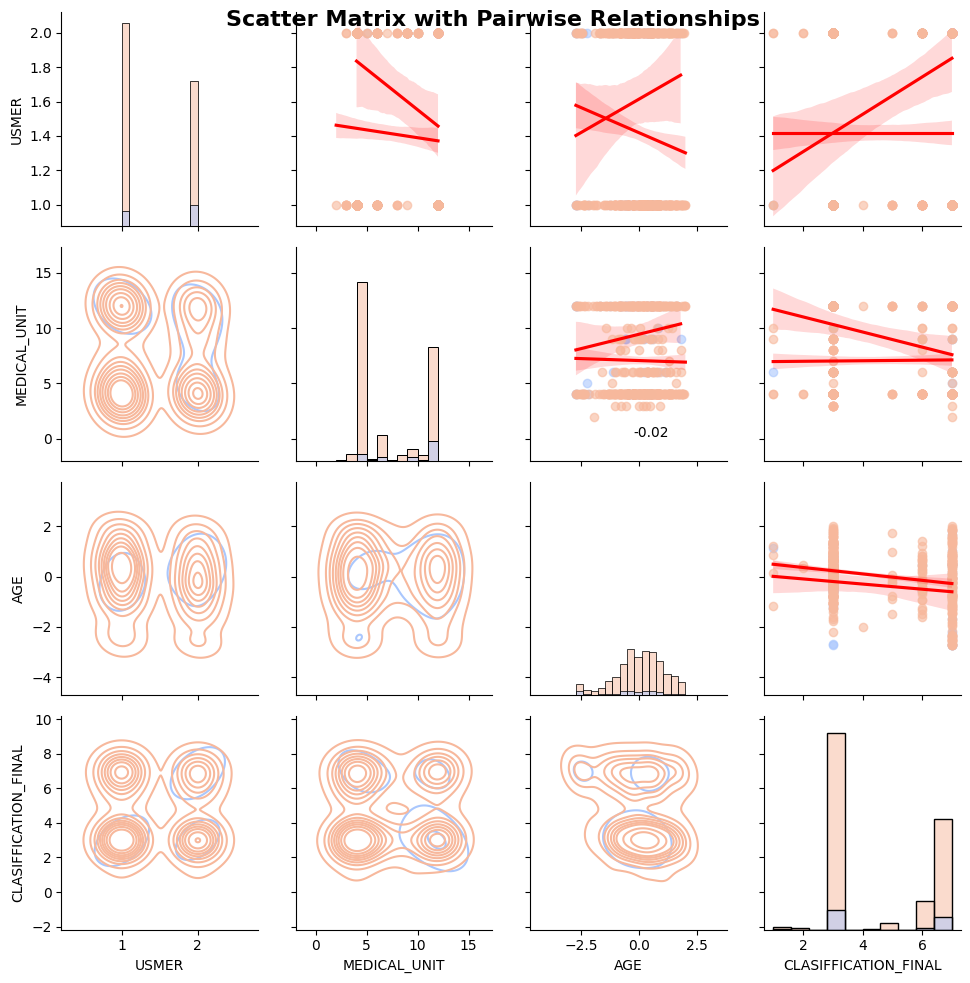 Scatter Matrix with Pairwise Relationships
USMER
2.0
1.8
1.6
1.4
1.2
1.0
MEDICAL_UNIT
15
10
5
0
-0.02
AGE
2
0
−2
−4
CLASIFFICATION_FINAL
10
8
6
4
2
0
−2
1 2
0 5 10 15
−2.5 0.0 2.5
2 4 6
USMER MEDICAL_UNIT AGE CLASIFFICATION_FINAL